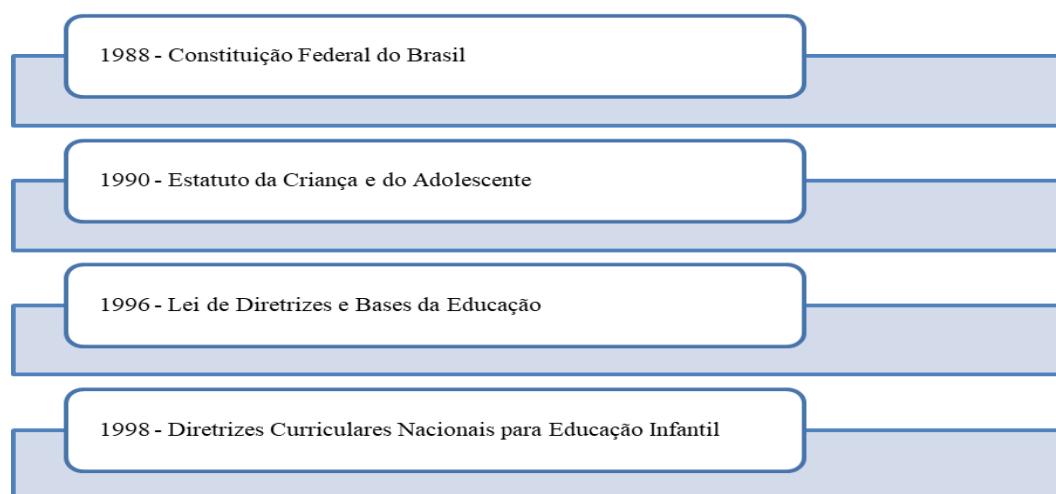 1988 - Constituição Federal do Brasil
1990 - Estatuto da Criança e do Adolescente
1996 - Lei de Diretrizes e Bases da Educação
1998 - Diretrizes Curriculares Nacionais para Educação Infantil